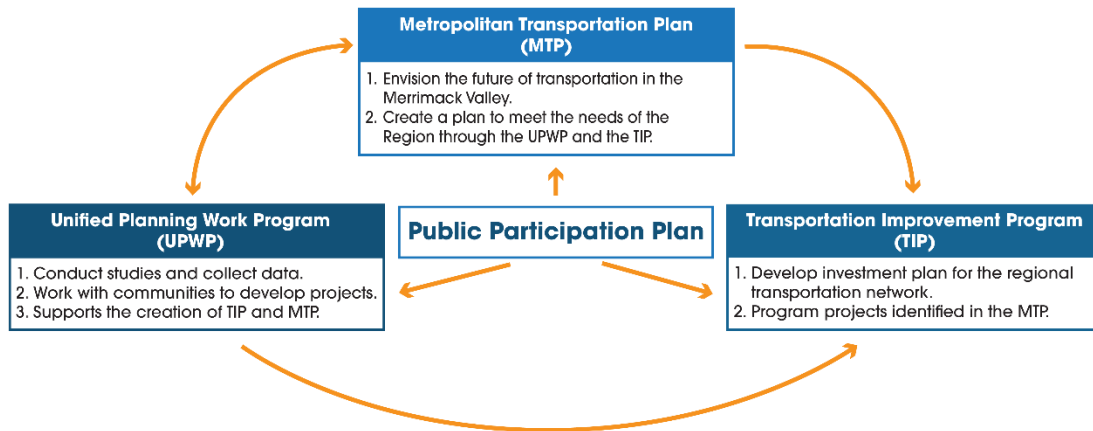 Metropolitan Transportation Plan
(MTP)
1. Envision the future of transportation in the
Merrimack Valley.
2. Create a plan to meet the needs of the
Region through the UPWP and the TIP.
Unified Planning Work Program
(UPWP)
1. Conduct studies and collect data.
2. Work with communities to develop projects.
3. Supports the creation of TIP and MTP.
Public Participation Plan
Transportation Improvement Program
(TIP)
1. Develop investment plan for the regional
transportation network.
2. Program projects identified in the MTP.